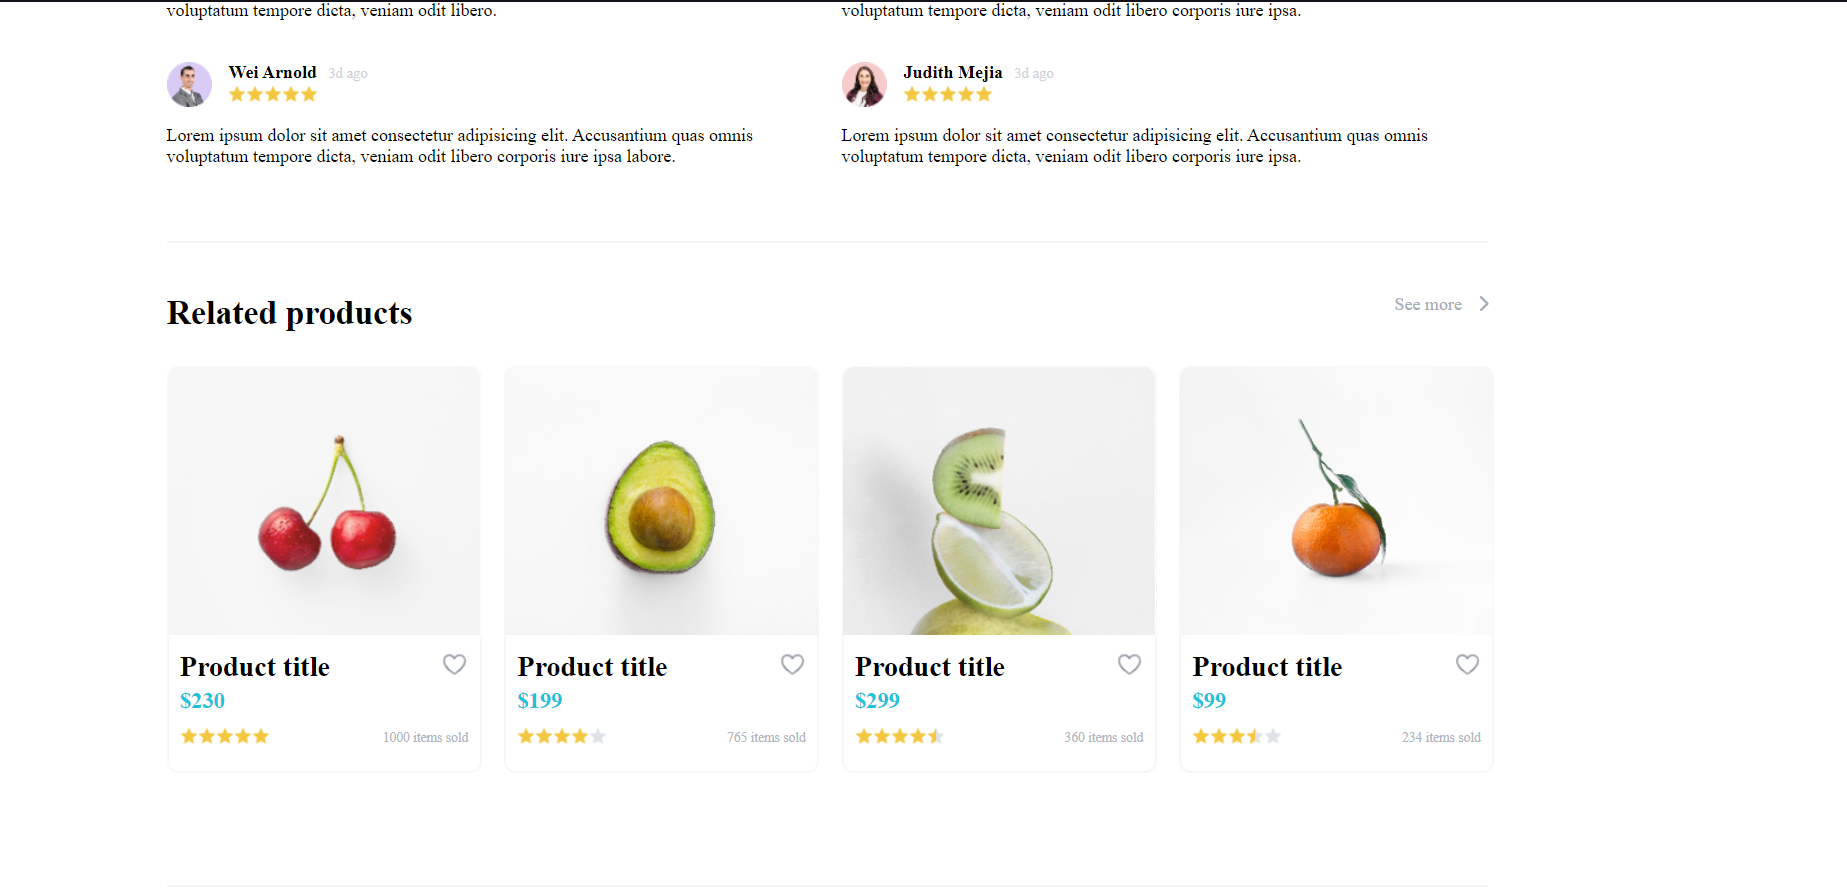 voluptatum tempore dicta, veniam odit libero.
voluptatum tempore dicta, veniam odit libero corporis iure ipsa.
Wei Arnold 3d ago
Lorem ipsum dolor sit amet consectetur adipisicing elit. Accusantium quas omnis
voluptatum tempore dicta, veniam odit libero corporis iure ipsa labore.
Judith Mejia 3d ago
Lorem ipsum dolor sit amet consectetur adipisicing elit. Accusantium quas omnis
voluptatum tempore dicta, veniam odit libero corporis iure ipsa.
Related products
See more
Product title
$230
1000 items sold
Product title
$199
765 items sold
Product title
$299
360 items sold
Product title
$99
234 items sold